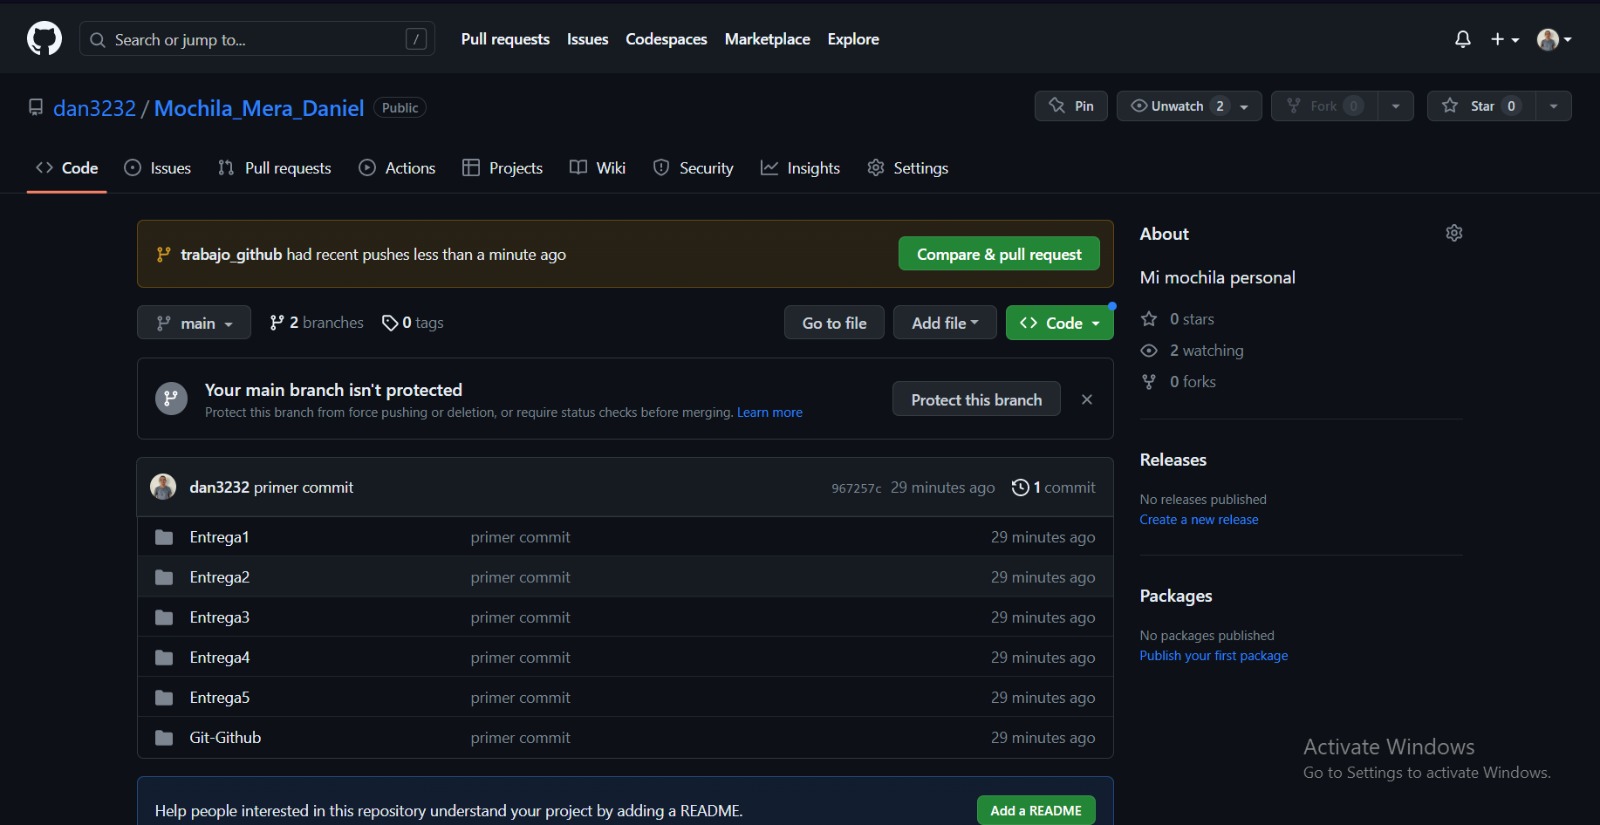 Search or jump to... /
Pull requests Issues Codespaces Marketplace Explore
dan3232 / Mochila_Mera_Daniel Public
Pin Unwatch 2 Fork 0 Star 0
Code Issues Pull requests Actions Projects Wiki Security Insights Settings
trabajo_github had recent pushes less than a minute ago
Compare & pull request
main 2 branches 0 tags
Go to file Add file Code
Your main branch isn't protected
Protect this branch from force pushing or deletion, or require status checks before merging. Learn more
Protect this branch
dan3232 primer commit 967257c 29 minutes ago 1 commit
Entrega1 primer commit 29 minutes ago
Entrega2 primer commit 29 minutes ago
Entrega3 primer commit 29 minutes ago
Entrega4 primer commit 29 minutes ago
Entrega5 primer commit 29 minutes ago
Git-Github primer commit 29 minutes ago
Help people interested in this repository understand your project by adding a README.
Add a README
About
Mi mochila personal
0 stars
2 watching
0 forks
Releases
No releases published
Create a new release
Packages
No packages published
Publish your first package
Activate Windows
Go to Settings to activate Windows.